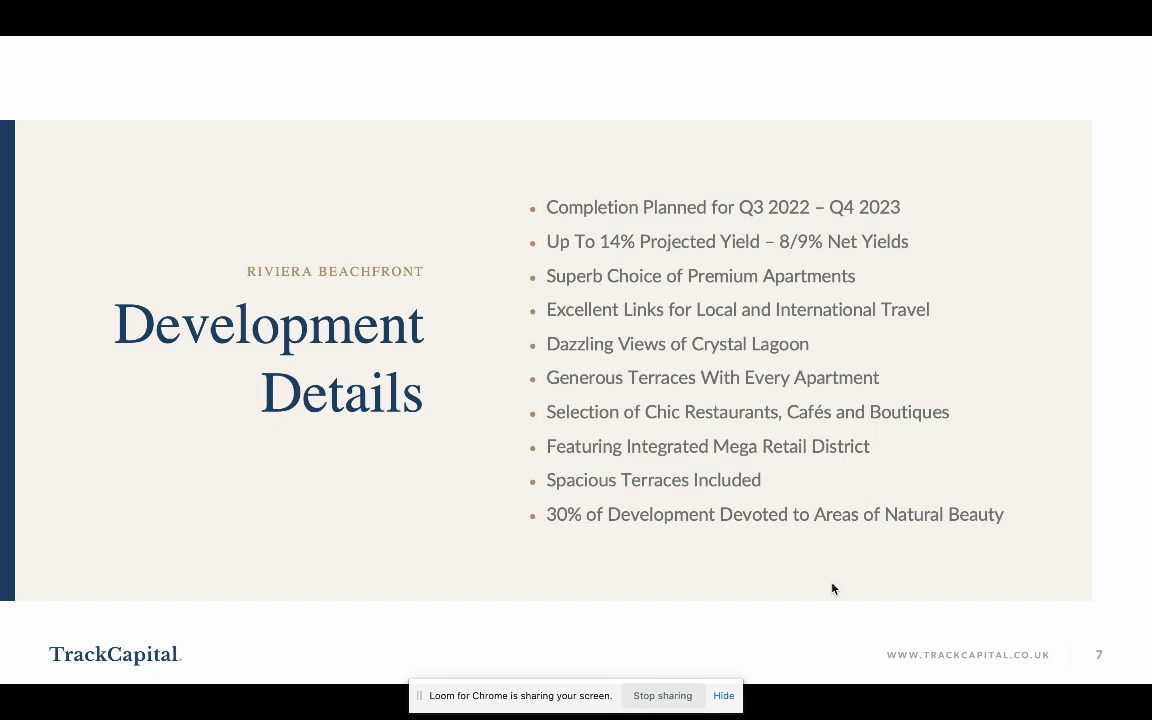 RIVIERA BEACHFRONT
Development
Details
• Completion Planned for Q3 2022 – Q4 2023
• Up To 14% Projected Yield – 8/9% Net Yields
• Superb Choice of Premium Apartments
• Excellent Links for Local and International Travel
• Dazzling Views of Crystal Lagoon
• Generous Terraces With Every Apartment
• Selection of Chic Restaurants, Cafés and Boutiques
• Featuring Integrated Mega Retail District
• Spacious Terraces Included
• 30% of Development Devoted to Areas of Natural Beauty
TrackCapital.
WWW.TRACKCAPITAL.CO.UK
7
Loom for Chrome is sharing your screen. Stop sharing Hide